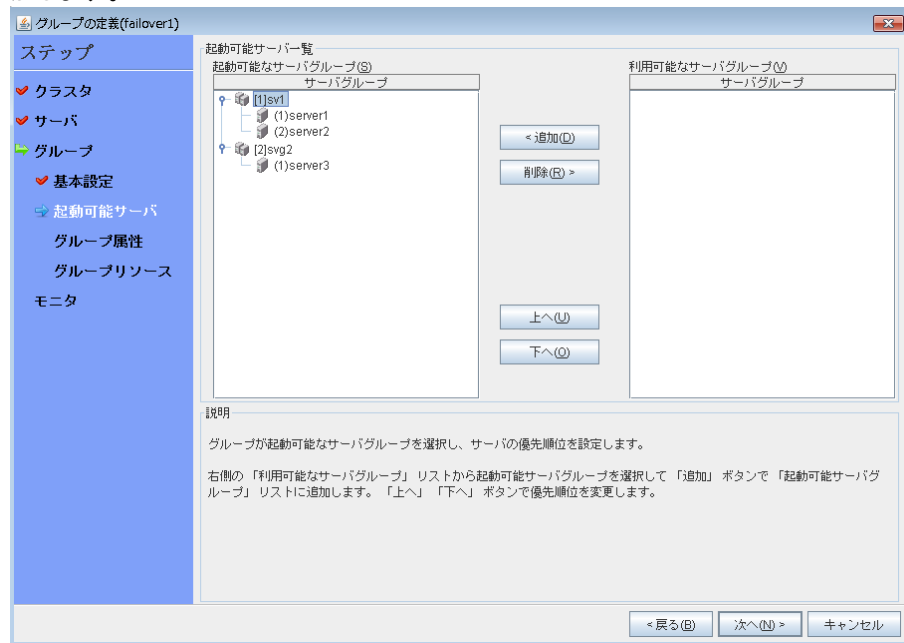 グループの定義(failover1)
ステップ
クラスタ
サーバ
グループ
基本設定
起動可能サーバ
グループ属性
グループリソース
モニタ
起動可能サーバ一覧
起動可能なサーバグループ(S)
サーバグループ
[1]sv1
(1)server1
(2)server2
[2]svg2
(1)server3
< 追加(D)
削除(R) >
上へ(U)
下へ(O)
利用可能なサーバグループ(V)
サーバグループ
説明
グループが起動可能なサーバグループを選択し、サーバの優先順位を設定します。
右側の「利用可能なサーバグループ」リストから起動可能サーバグループを選択して「追加」ボタンで「起動可能サーバグ
ループ」リストに追加します。「上へ」「下へ」ボタンで優先順位を変更します。
< 戻る(B)
次へ(N) >
キャンセル